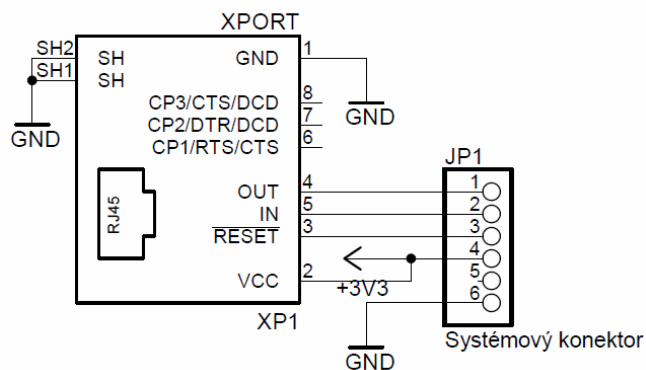 XPORT
SH2 SH GND 1
SH1 SH
GND
CP3/CTS/DCD 8
CP2/DTR/DCD 7
CP1/RTS/CTS 6
GND
JP1
RJ45
OUT 4 1
IN 5 2
RESET 3 3
4
VCC 2 +3V3 5
6
XP1
GND
Systémový konektor